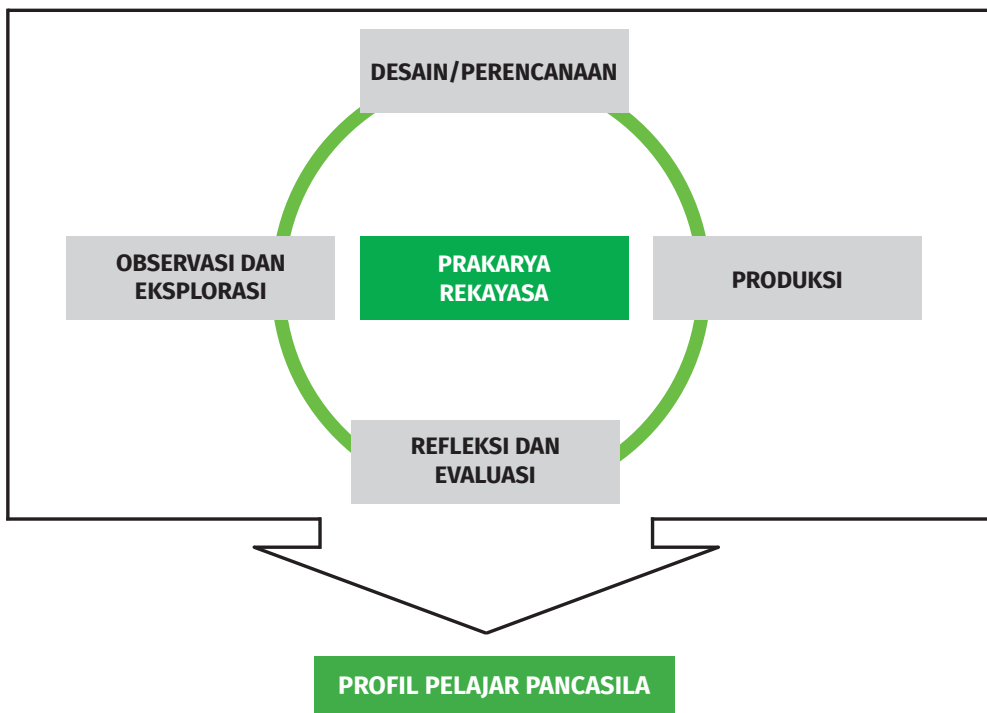 DESAIN/PERENCANAAN
OBSERVASI DAN
EKSPLORASI
PRAKARYA
REKAYASA
PRODUKSI
REFLEKSI DAN
EVALUASI
PROFIL PELAJAR PANCASILA